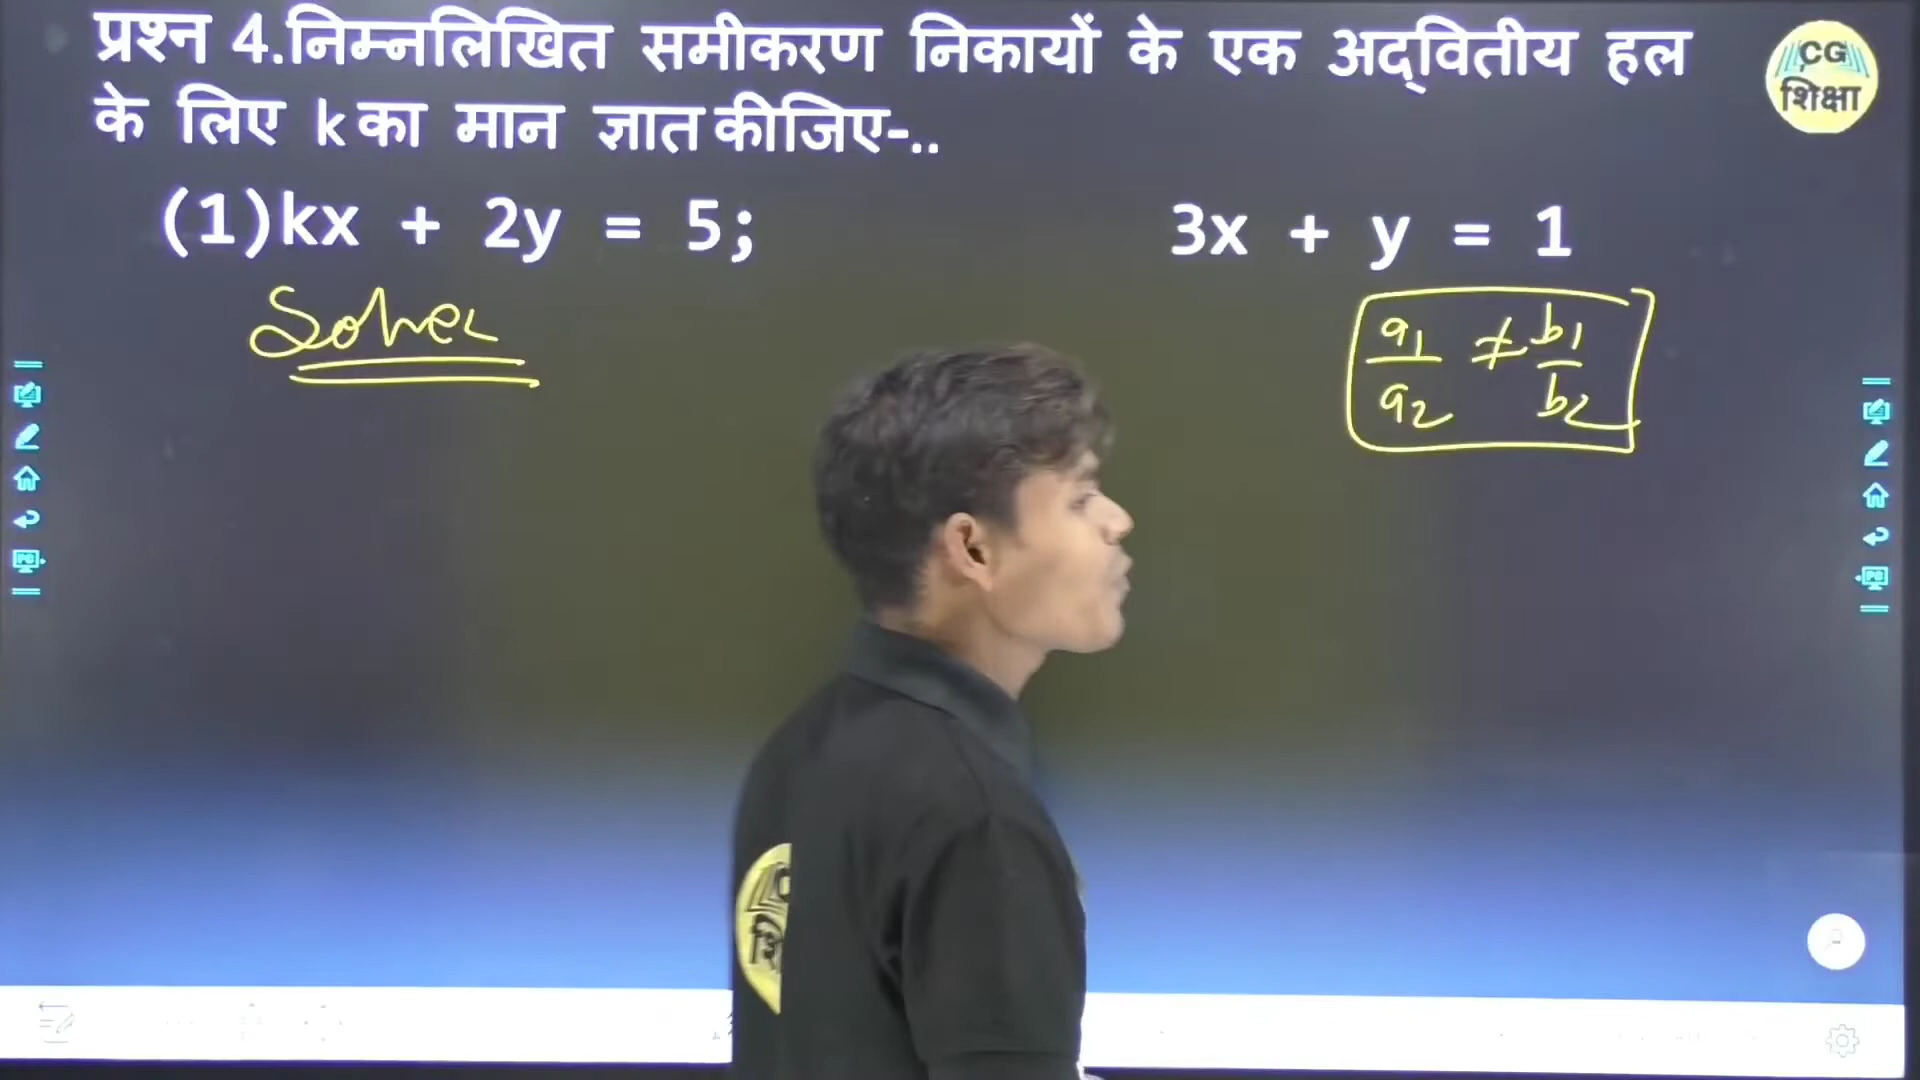 प्रश्न 4.निम्नलिखित समीकरण निकायों के एक अद्वितीय हल
के लिए k का मान ज्ञात कीजिए-..
CG
शिक्षा
(1)kx + 2y = 5; 3x + y = 1
a1/a2 ≠ b1/b2